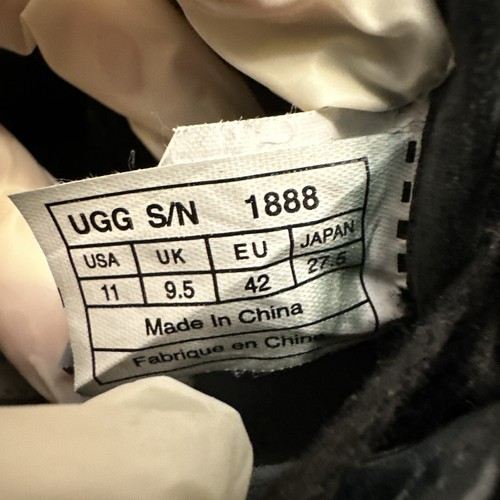 UGG S/N 1888
USA UK EU JAPAN
11 9.5 42 27.5
Made In China
Fabrique en Chine